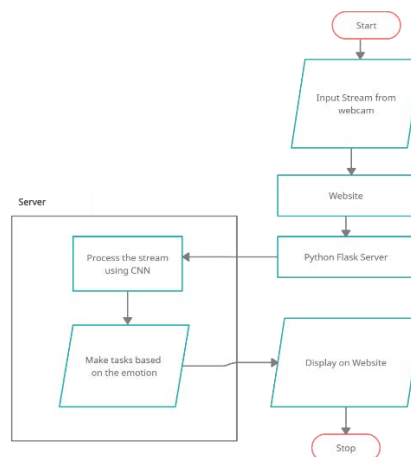 Start
Input Stream from
webcam
Website
Server
Process the stream
using CNN
Python Flask Server
Make tasks based
on the emotion
Display on Website
Stop